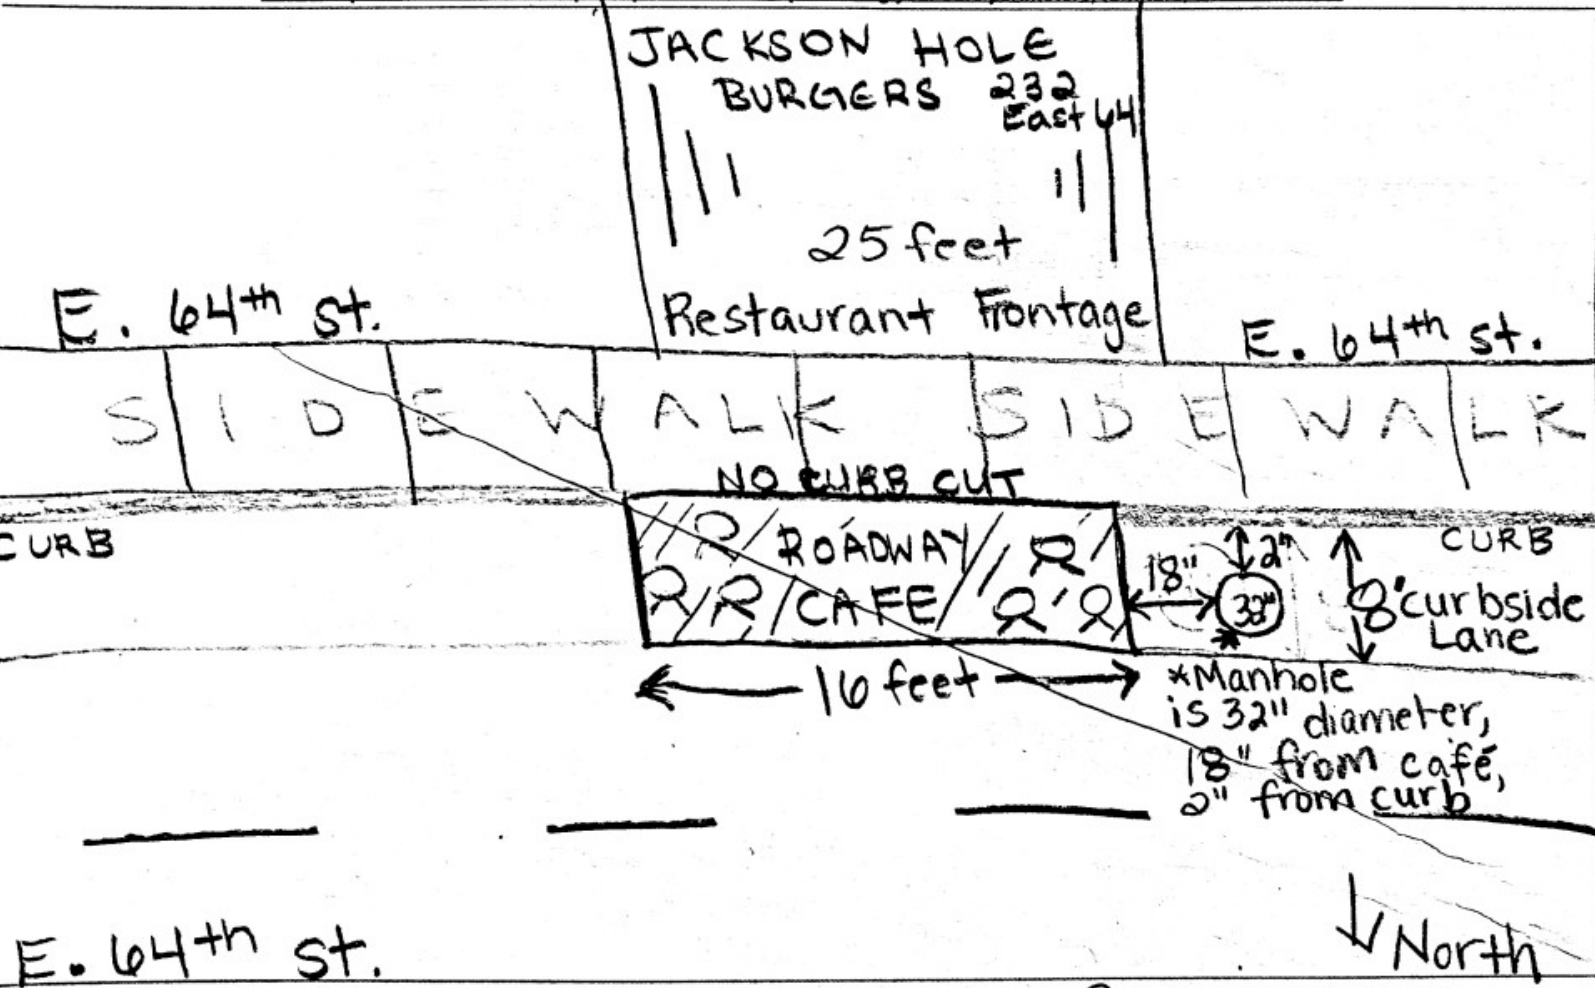 JACKSON HOLE
BURGERS 232
East 64
25 feet
Restaurant Frontage
E. 64th st.
E. 64th st.
SIDEWALK SIDEWALK
NO CURB CUT
CURB
ROADWAY
CAFE
18"
2"
32"
*
CURB
8' curbside
Lane
16 feet
*Manhole
is 32" diameter,
18" from café,
2" from curb
E. 64th st.
North